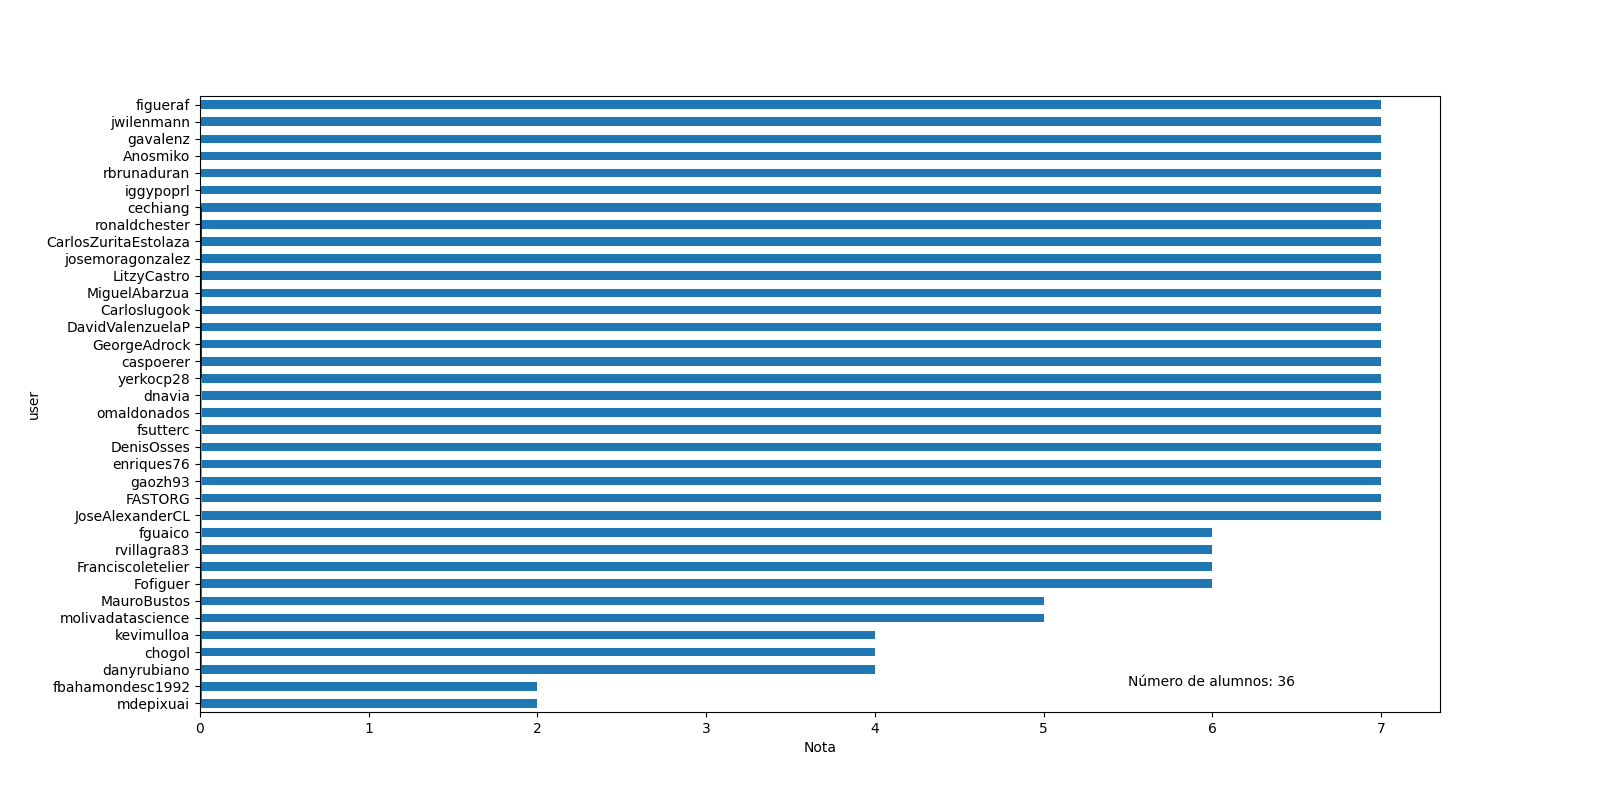 figueraf
jwilenmann
gavalenz
Anosmiko
rbrunaduran
iggypoprl
cechiang
ronaldchester
CarlosZuritaEstolaza
josemoragonzalez
LitzyCastro
MiguelAbarzua
Carloslugook
DavidValenzuelaP
GeorgeAdrock
caspoerer
yerkocp28
dnavia
omaldonados
fsutterc
DenisOsses
enriques76
gaozh93
FASTORG
JoseAlexanderCL
fguaico
rvillagra83
Franciscoletelier
Fofiguer
MauroBustos
molivadatascience
kevimulloa
chogol
danyrubiano
fbahamondesc1992
mdepixuai
user
Número de alumnos: 36
0 1 2 3 4 5 6 7
Nota